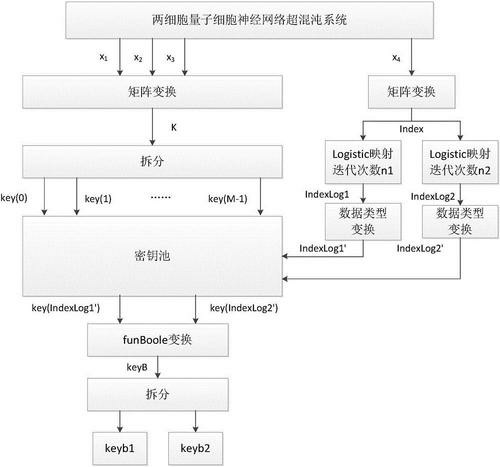 两细胞量子细胞神经网络超混沌系统
x₁
x₂
x₃
x₄
矩阵变换
矩阵变换
K
Index
拆分
Logistic映射
迭代次数n1
Logistic映射
迭代次数n2
key(0)
key(1)
······
key(M-1)
IndexLog1
IndexLog2
数据类型
变换
数据类型
变换
密钥池
IndexLog1'
IndexLog2'
key(IndexLog1')
key(IndexLog2')
funBoole变换
keyB
拆分
keyb1
keyb2